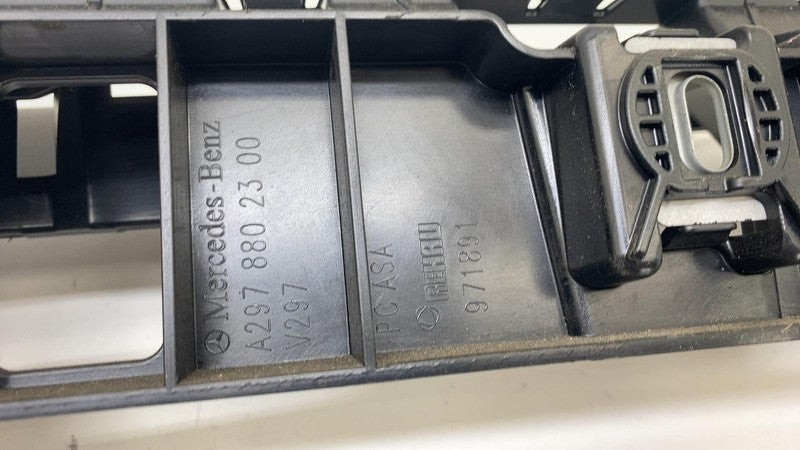 Mercedes-Benz
A297 880 23 00
V297
PC ASA
REHAU
971891